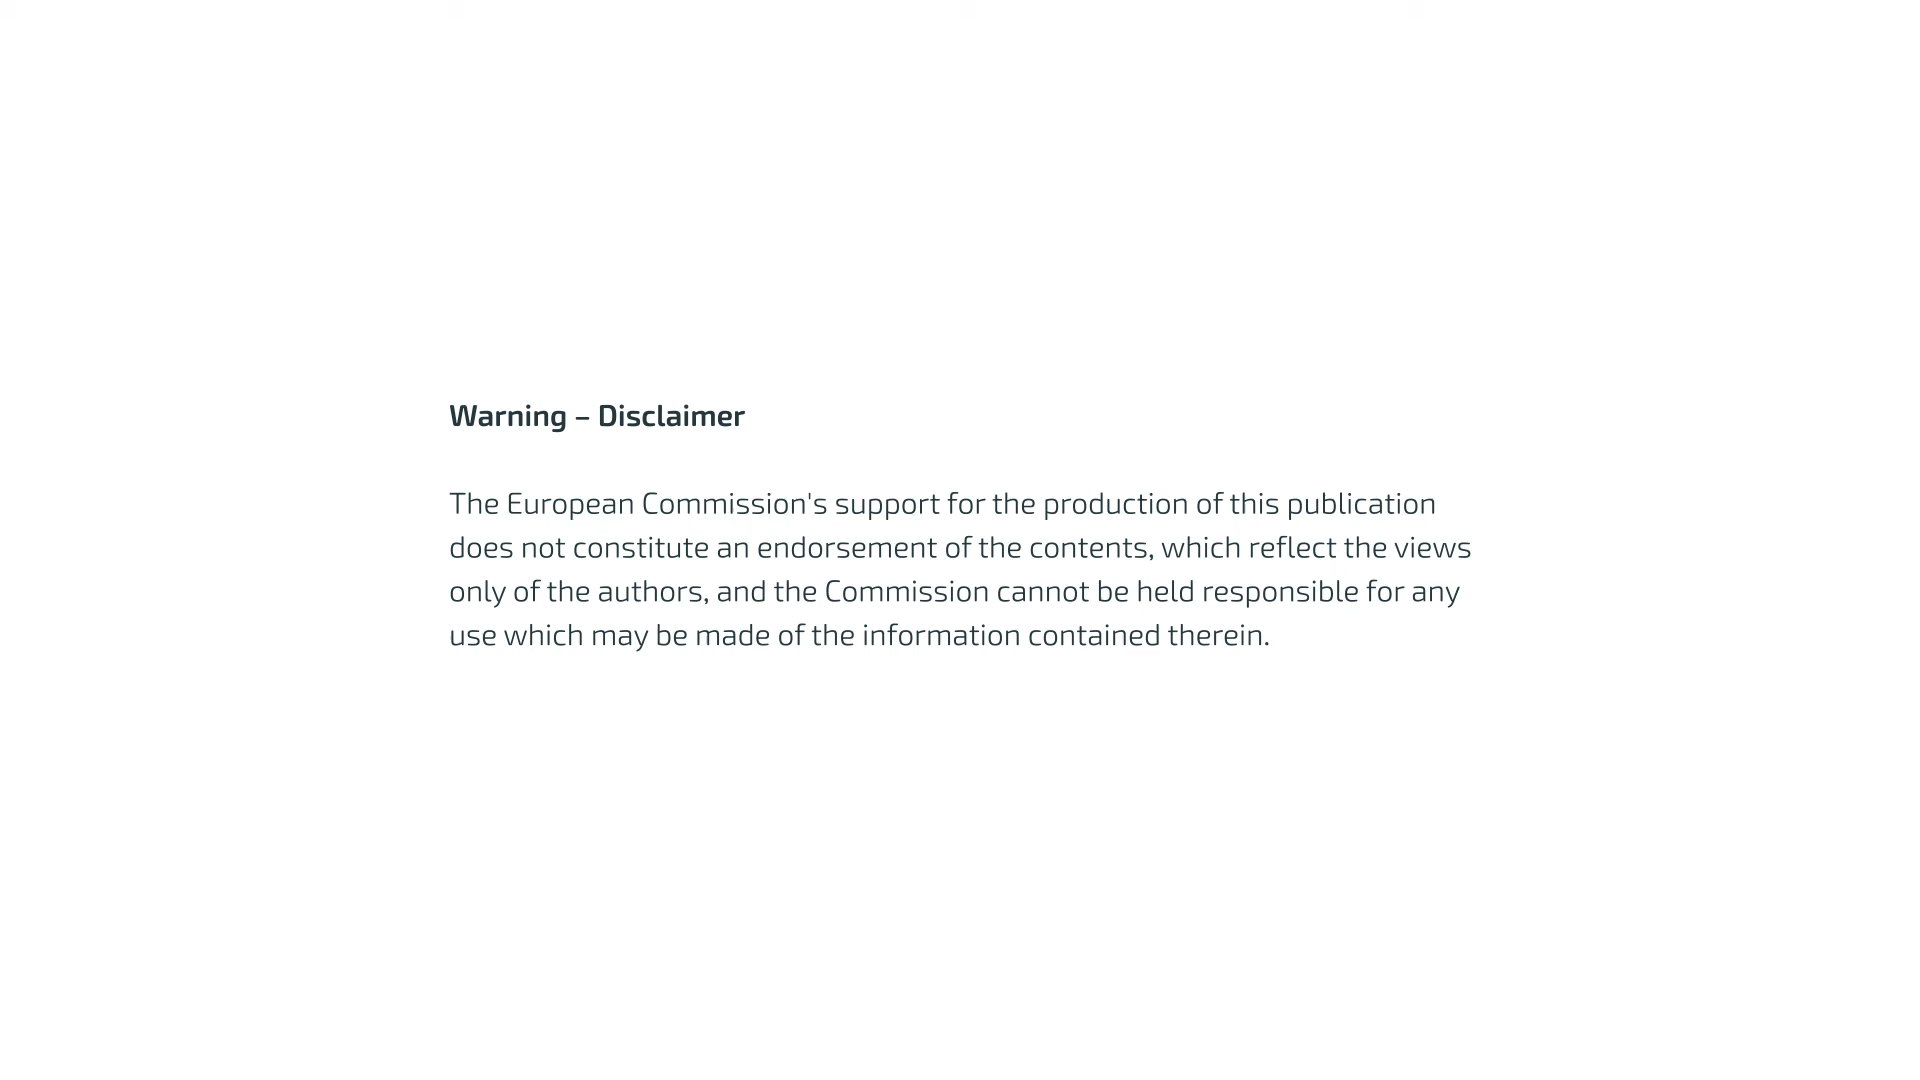 Warning – Disclaimer
The European Commission's support for the production of this publication
does not constitute an endorsement of the contents, which reflect the views
only of the authors, and the Commission cannot be held responsible for any
use which may be made of the information contained therein.